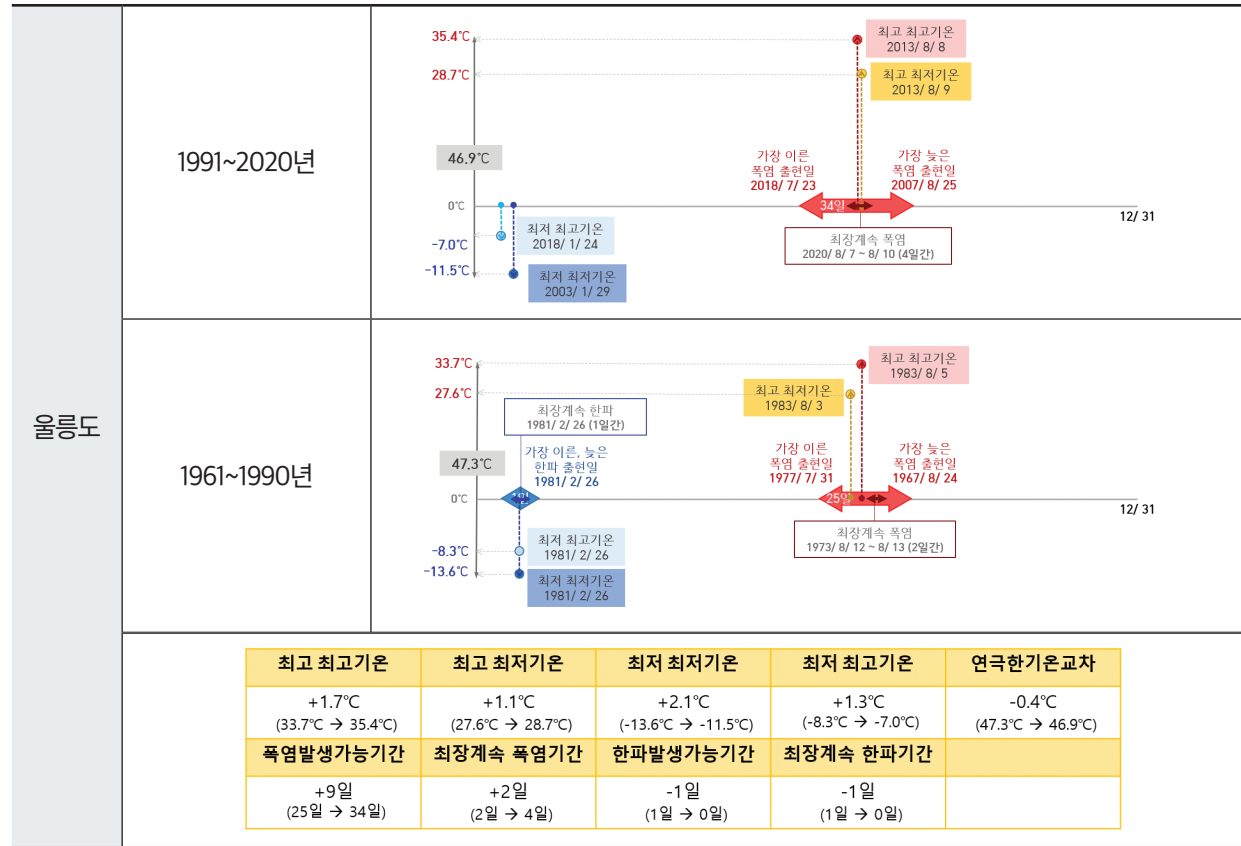 울릉도
1991~2020년
35.4℃
28.7℃
46.9℃
0℃
-7.0℃
-11.5℃
최고 최고기온
2013/ 8/ 8
최고 최저기온
2013/ 8/ 9
가장 이른
폭염 출현일
2018/ 7/ 23
가장 늦은
폭염 출현일
2007/ 8/ 25
34일
12/ 31
최저 최고기온
2018/ 1/ 24
최저 최저기온
2003/ 1/ 29
최장계속 폭염
2020/ 8/ 7 ~ 8/ 10 (4일간)
1961~1990년
33.7℃
27.6℃
47.3℃
0℃
-8.3℃
-13.6℃
최고 최고기온
1983/ 8/ 5
최고 최저기온
1983/ 8/ 3
최장계속 한파
1981/ 2/ 26 (1일간)
가장 이른, 늦은
한파 출현일
1981/ 2/ 26
가장 이른
폭염 출현일
1977/ 7/ 31
가장 늦은
폭염 출현일
1967/ 8/ 24
1일
25일
12/ 31
최저 최고기온
1981/ 2/ 26
최저 최저기온
1981/ 2/ 26
최장계속 폭염
1973/ 8/ 12 ~ 8/ 13 (2일간)
최고 최고기온 최고 최저기온 최저 최저기온 최저 최고기온 연극한기온교차
+1.7℃ +1.1℃ +2.1℃ +1.3℃ -0.4℃
(33.7℃ → 35.4℃) (27.6℃ → 28.7℃) (-13.6℃ → -11.5℃) (-8.3℃ → -7.0℃) (47.3℃ → 46.9℃)
폭염발생가능기간 최장계속 폭염기간 한파발생가능기간 최장계속 한파기간
+9일 +2일 -1일 -1일
(25일 → 34일) (2일 → 4일) (1일 → 0일) (1일 → 0일)